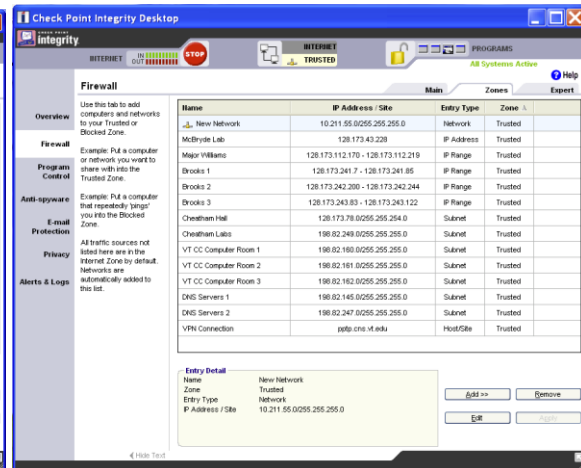 Check Point Integrity Desktop
CHECK POINT
integrity.
INTERNET IN OUT STOP
INTERNET
TRUSTED
PROGRAMS
All Systems Active
Help
Firewall
Main Zones Expert
Overview
Firewall
Program Control
Anti-spyware
E-mail Protection
Privacy
Alerts & Logs
Use this tab to add
computers and networks
to your Trusted or
Blocked Zone.
Example: Put a computer
or network you want to
share with into the
Trusted Zone.
Example: Put a computer
that repeatedly 'pings'
you into the Blocked
Zone.
All traffic sources not
listed here are in the
Internet Zone by default.
Networks are
automatically added to
this list.
Name IP Address / Site Entry Type Zone
New Network 10.211.55.0/255.255.255.0 Network Trusted
McBryde Lab 128.173.43.228 IP Address Trusted
Major Williams 128.173.112.170 - 128.173.112.219 IP Range Trusted
Brooks 1 128.173.241.7 - 128.173.241.85 IP Range Trusted
Brooks 2 128.173.242.200 - 128.173.242.244 IP Range Trusted
Brooks 3 128.173.243.83 - 128.173.243.122 IP Range Trusted
Cheatham Hall 128.173.78.0/255.255.254.0 Subnet Trusted
Cheatham Labs 198.82.249.0/255.255.255.0 Subnet Trusted
VT CC Computer Room 1 198.82.160.0/255.255.255.0 Subnet Trusted
VT CC Computer Room 2 198.82.161.0/255.255.255.0 Subnet Trusted
VT CC Computer Room 3 198.82.162.0/255.255.255.0 Subnet Trusted
DNS Servers 1 198.82.145.0/255.255.255.0 Subnet Trusted
DNS Servers 2 198.82.247.0/255.255.255.0 Subnet Trusted
VPN Connection pptp.cns.vt.edu Host/Site Trusted
Entry Detail
Name New Network
Zone Trusted
Entry Type Network
IP Address / Site 10.211.55.0/255.255.255.0
Add >> Remove
Edit Apply
Hide Text